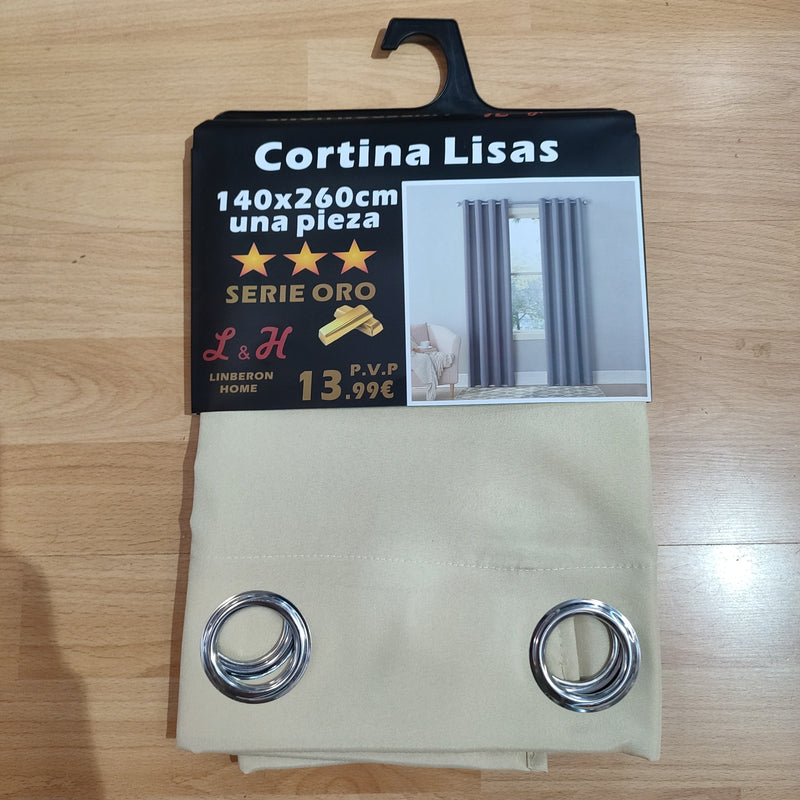 Cortina Lisas
140x260cm
una pieza
SERIE ORO
L & H
LINBERON
HOME
P.V.P
13.99€